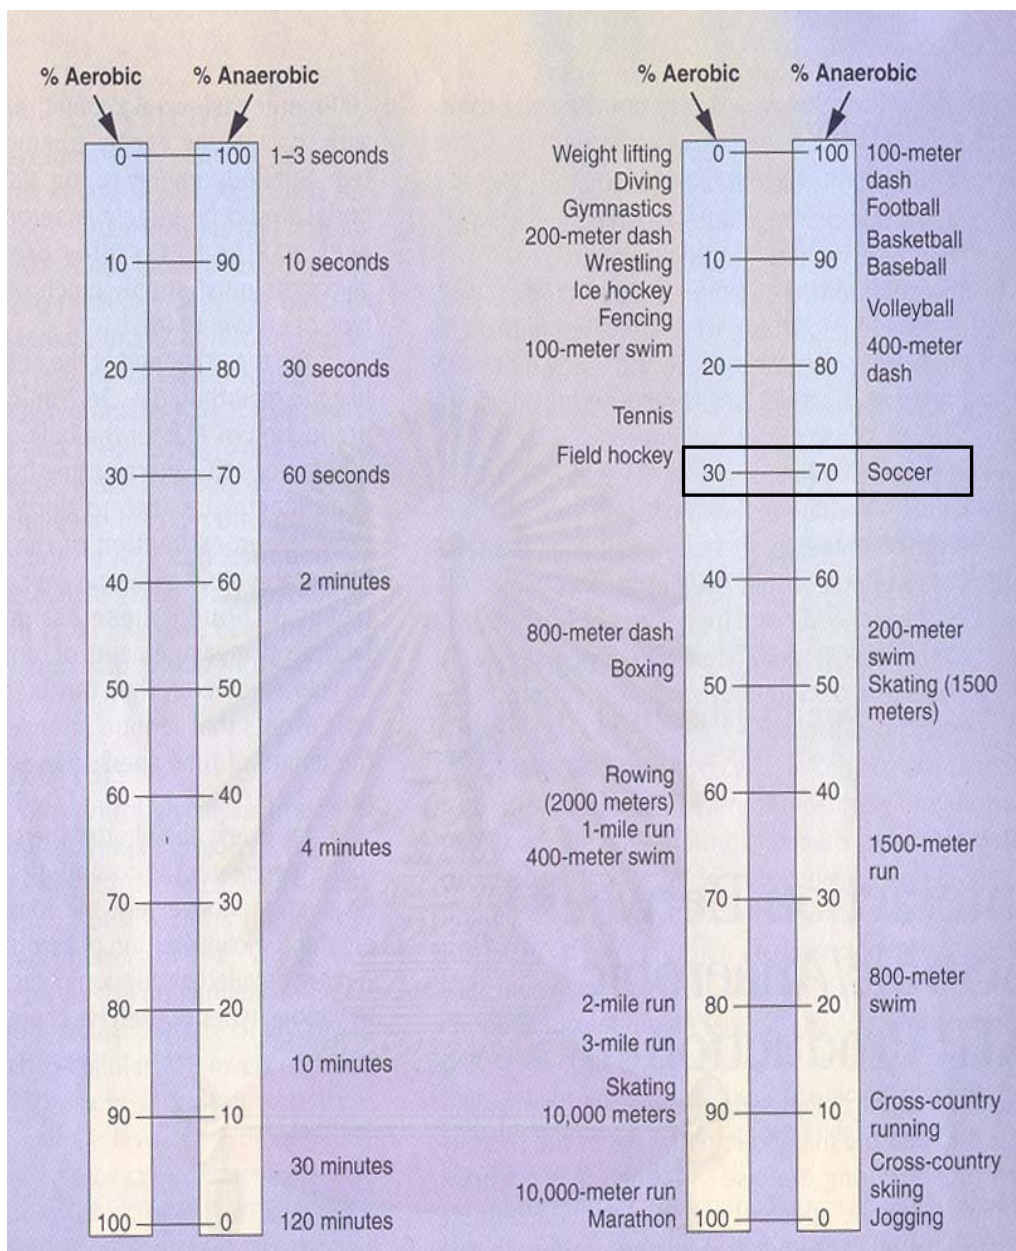 % Aerobic % Anaerobic
0 100 1–3 seconds
10 90 10 seconds
20 80 30 seconds
30 70 60 seconds
40 60 2 minutes
50 50
60 40
4 minutes
70 30
80 20
10 minutes
90 10
30 minutes
100 0 120 minutes
% Aerobic % Anaerobic
Weight lifting 0 100 100-meter
Diving dash
Gymnastics Football
200-meter dash Basketball
Wrestling 10 90 Baseball
Ice hockey
Fencing Volleyball
100-meter swim 400-meter
20 80 dash
Tennis
Field hockey
30 70 Soccer
40 60
800-meter dash 200-meter
swim
Boxing
50 50 Skating (1500
meters)
Rowing
60 40
(2000 meters)
1-mile run
1500-meter
400-meter swim
run
70 30
800-meter
2-mile run 80 20 swim
3-mile run
Skating
10,000 meters 90 10 Cross-country
running
Cross-country
skiing
10,000-meter run
Marathon 100 0 Jogging